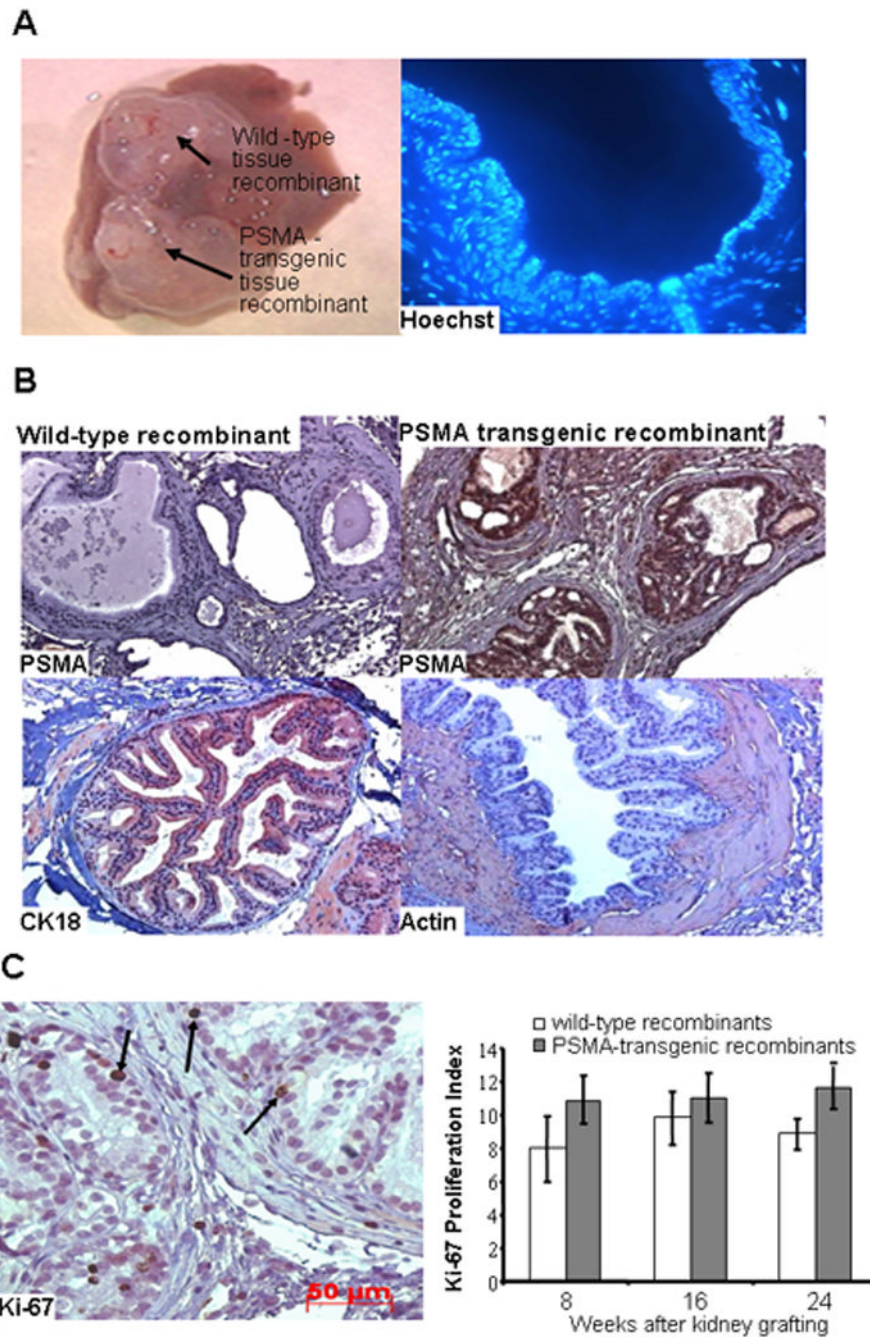 A
Wild -type
tissue
recombinant
PSMA -
transgenic
tissue
recombinant
Hoechst
B
Wild-type recombinant
PSMA transgenic recombinant
PSMA
PSMA
CK18
Actin
C
Ki-67
50 µm
wild-type recombinants
PSMA-transgenic recombinants
Ki-67 Proliferation Index
14
12
10
8
6
4
2
0
8 16 24
Weeks after kidney grafting